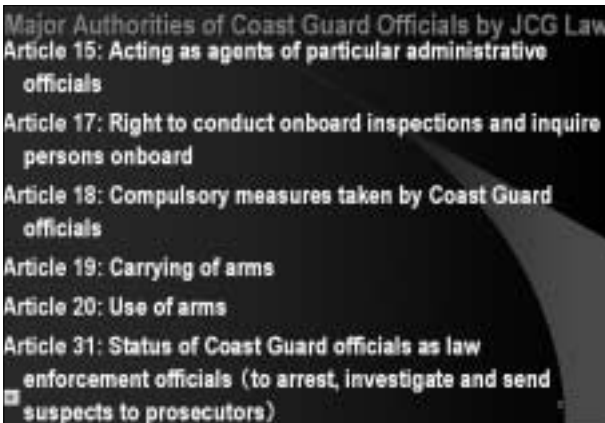 Major Authorities of Coast Guard Officials by JCG Law
Article 15: Acting as agents of particular administrative
officials
Article 17: Right to conduct onboard inspections and inquire
persons onboard
Article 18: Compulsory measures taken by Coast Guard
officials
Article 19: Carrying of arms
Article 20: Use of arms
Article 31: Status of Coast Guard officials as law
enforcement officials（to arrest, investigate and send
suspects to prosecutors）